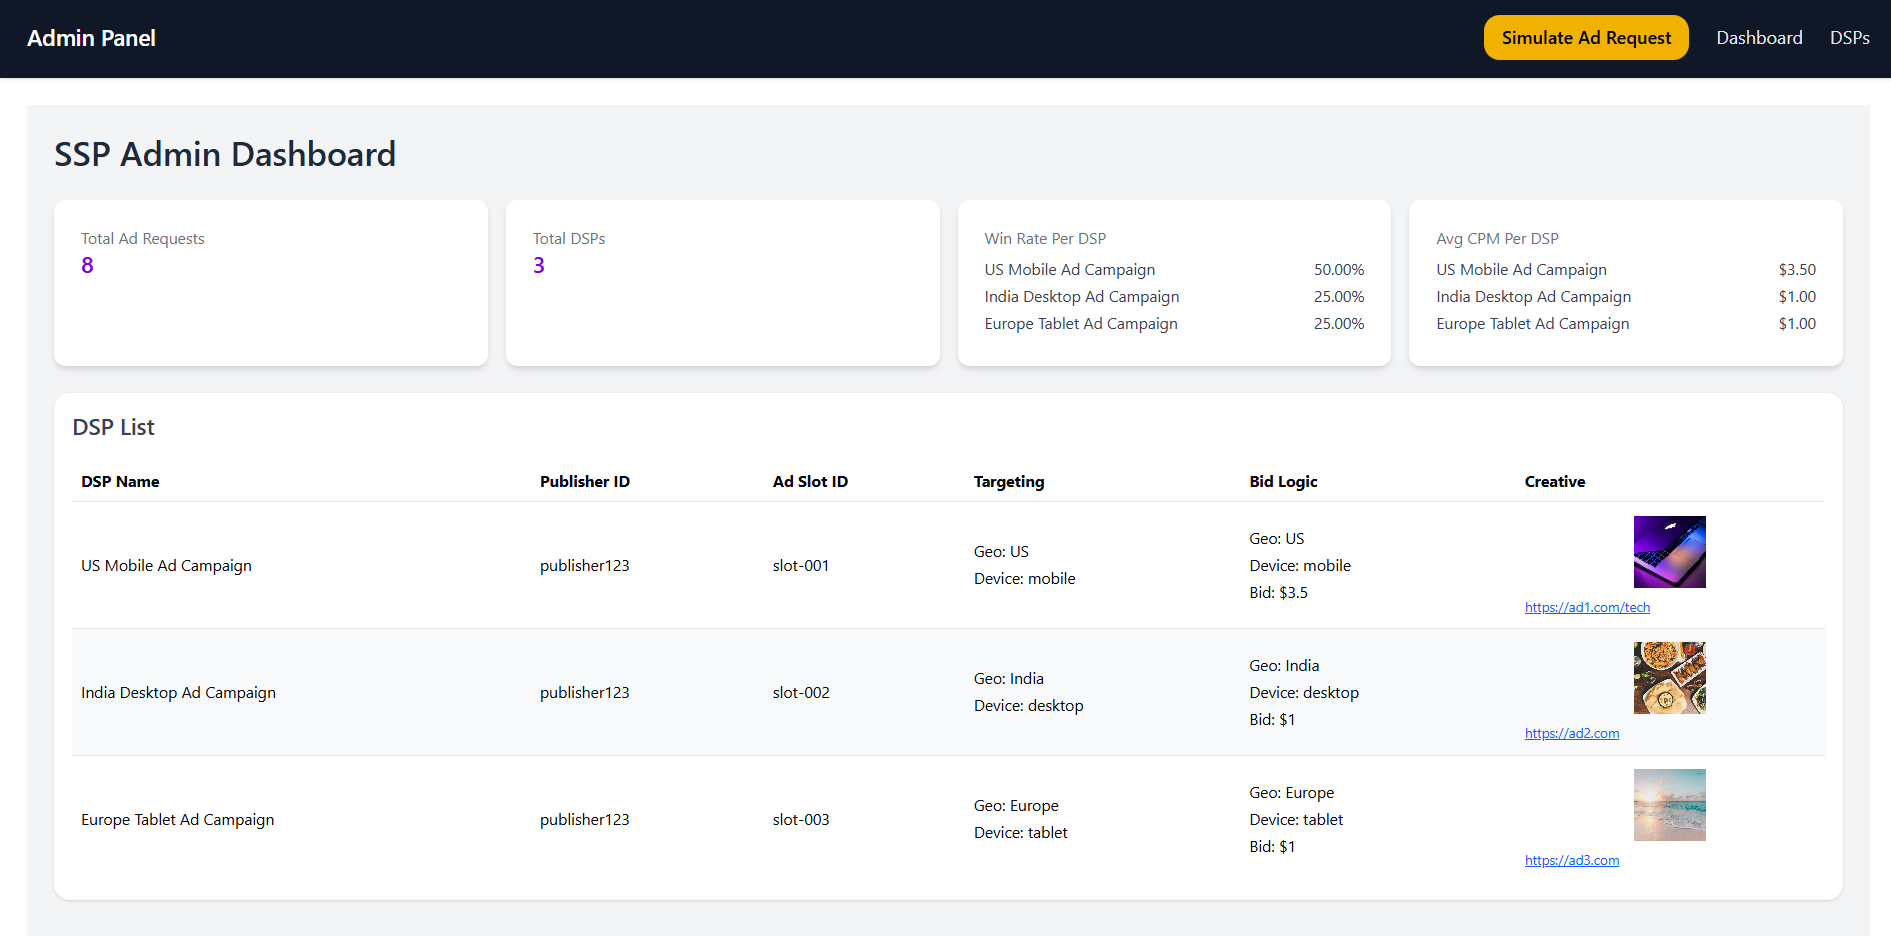 Admin Panel
Simulate Ad Request
Dashboard
DSPs
SSP Admin Dashboard
Total Ad Requests
8
Total DSPs
3
Win Rate Per DSP
US Mobile Ad Campaign 50.00%
India Desktop Ad Campaign 25.00%
Europe Tablet Ad Campaign 25.00%
Avg CPM Per DSP
US Mobile Ad Campaign $3.50
India Desktop Ad Campaign $1.00
Europe Tablet Ad Campaign $1.00
DSP List
DSP Name Publisher ID Ad Slot ID Targeting Bid Logic Creative
US Mobile Ad Campaign
publisher123
slot-001
Geo: US
Device: mobile
Geo: US
Device: mobile
Bid: $3.5
https://ad1.com/tech
India Desktop Ad Campaign
publisher123
slot-002
Geo: India
Device: desktop
Geo: India
Device: desktop
Bid: $1
https://ad2.com
Europe Tablet Ad Campaign
publisher123
slot-003
Geo: Europe
Device: tablet
Geo: Europe
Device: tablet
Bid: $1
https://ad3.com